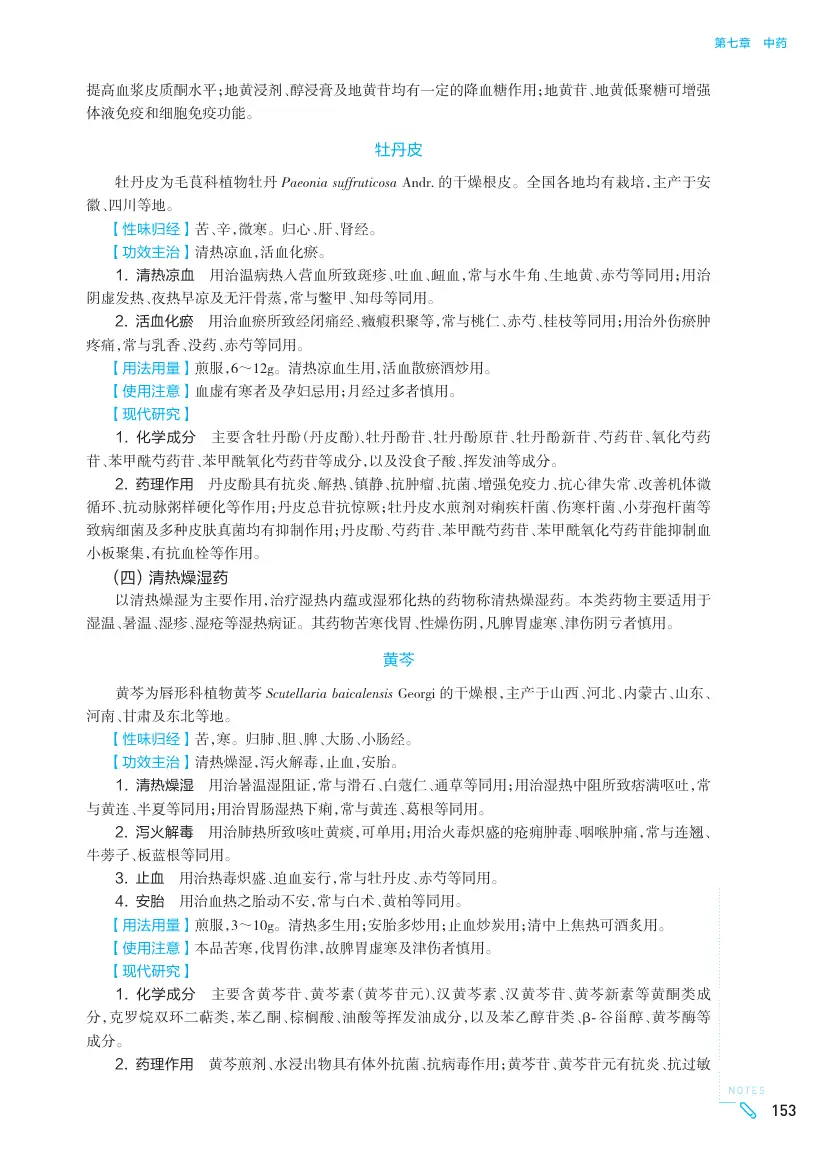 第七章　中药
提高血浆皮质酮水平;地黄浸剂、醇浸膏及地黄苷均有一定的降血糖作用;地黄苷、地黄低聚糖可增强
体液免疫和细胞免疫功能。
牡丹皮
牡丹皮为毛茛科植物牡丹 Paeonia suffruticosa Andr. 的干燥根皮。全国各地均有栽培,主产于安
徽、四川等地。
【性味归经】苦、辛,微寒。归心、肝、肾经。
【功效主治】清热凉血,活血化瘀。
1. 清热凉血　用治温病热入营血所致斑疹、吐血、衄血,常与水牛角、生地黄、赤芍等同用;用治
阴虚发热、夜热早凉及无汗骨蒸,常与鳖甲、知母等同用。
2. 活血化瘀　用治血瘀所致经闭痛经、癥瘕积聚等,常与桃仁、赤芍、桂枝等同用;用治外伤瘀肿
疼痛,常与乳香、没药、赤芍等同用。
【用法用量】煎服,6～12g。清热凉血生用,活血散瘀酒炒用。
【使用注意】血虚有寒者及孕妇忌用;月经过多者慎用。
【现代研究】
1. 化学成分　主要含牡丹酚(丹皮酚)、牡丹酚苷、牡丹酚原苷、牡丹酚新苷、芍药苷、氧化芍药
苷、苯甲酰芍药苷、苯甲酰氧化芍药苷等成分,以及没食子酸、挥发油等成分。
2. 药理作用　丹皮酚具有抗炎、解热、镇静、抗肿瘤、抗菌、增强免疫力、抗心律失常、改善机体微
循环、抗动脉粥样硬化等作用;丹皮总苷抗惊厥;牡丹皮水煎剂对痢疾杆菌、伤寒杆菌、小芽孢杆菌等
致病细菌及多种皮肤真菌均有抑制作用;丹皮酚、芍药苷、苯甲酰芍药苷、苯甲酰氧化芍药苷能抑制血
小板聚集,有抗血栓等作用。
(四) 清热燥湿药
以清热燥湿为主要作用,治疗湿热内蕴或湿邪化热的药物称清热燥湿药。本类药物主要适用于
湿温、暑温、湿疹、湿疮等湿热病证。其药物苦寒伐胃、性燥伤阴,凡脾胃虚寒、津伤阴亏者慎用。
黄芩
黄芩为唇形科植物黄芩 Scutellaria baicalensis Georgi 的干燥根,主产于山西、河北、内蒙古、山东、
河南、甘肃及东北等地。
【性味归经】苦,寒。归肺、胆、脾、大肠、小肠经。
【功效主治】清热燥湿,泻火解毒,止血,安胎。
1. 清热燥湿　用治暑温湿阻证,常与滑石、白蔻仁、通草等同用;用治湿热中阻所致痞满呕吐,常
与黄连、半夏等同用;用治胃肠湿热下痢,常与黄连、葛根等同用。
2. 泻火解毒　用治肺热所致咳吐黄痰,可单用;用治火毒炽盛的疮痈肿毒、咽喉肿痛,常与连翘、
牛蒡子、板蓝根等同用。
3. 止血　用治热毒炽盛、迫血妄行,常与牡丹皮、赤芍等同用。
4. 安胎　用治血热之胎动不安,常与白术、黄柏等同用。
【用法用量】煎服,3～10g。清热多生用;安胎多炒用;止血炒炭用;清中上焦热可酒炙用。
【使用注意】本品苦寒,伐胃伤津,故脾胃虚寒及津伤者慎用。
【现代研究】
1. 化学成分　主要含黄芩苷、黄芩素(黄芩苷元)、汉黄芩素、汉黄芩苷、黄芩新素等黄酮类成
分,克罗烷双环二萜类,苯乙酮、棕榈酸、油酸等挥发油成分,以及苯乙醇苷类、β-谷甾醇、黄芩酶等
成分。
2. 药理作用　黄芩煎剂、水浸出物具有体外抗菌、抗病毒作用;黄芩苷、黄芩苷元有抗炎、抗过敏
NOTES
153